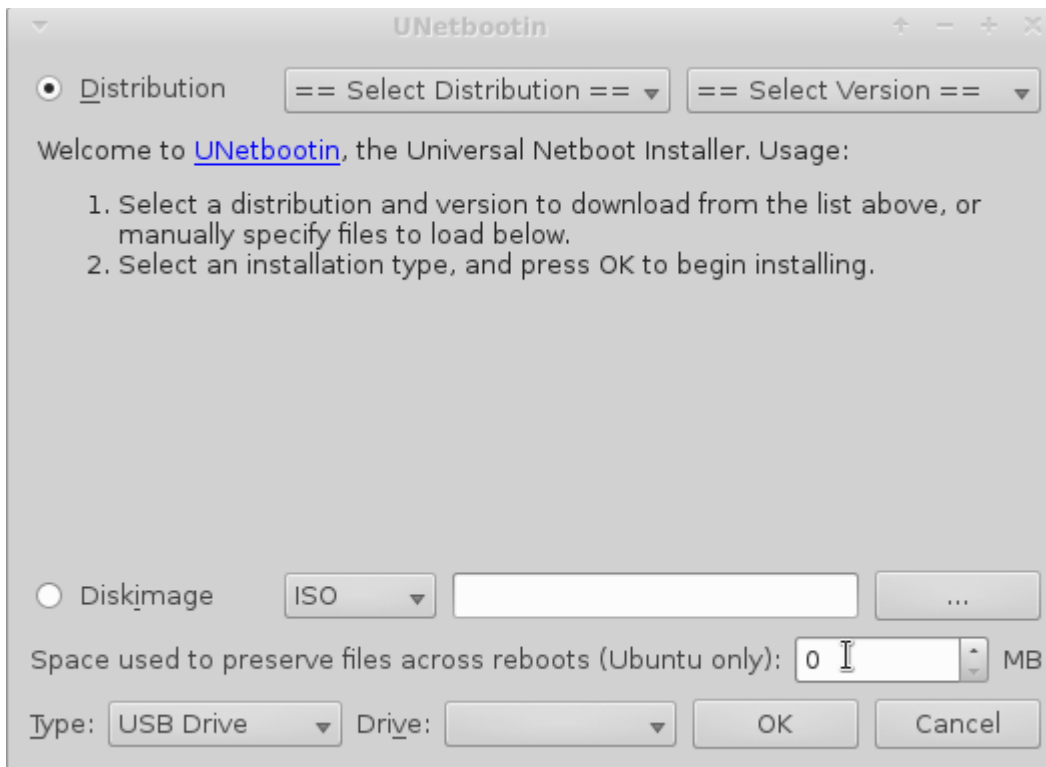 UNetbootin
Distribution == Select Distribution == == Select Version ==
Welcome to UNetbootin, the Universal Netboot Installer. Usage:
1. Select a distribution and version to download from the list above, or
manually specify files to load below.
2. Select an installation type, and press OK to begin installing.
Diskimage ISO ...
Space used to preserve files across reboots (Ubuntu only): 0 MB
Type: USB Drive Drive: OK Cancel